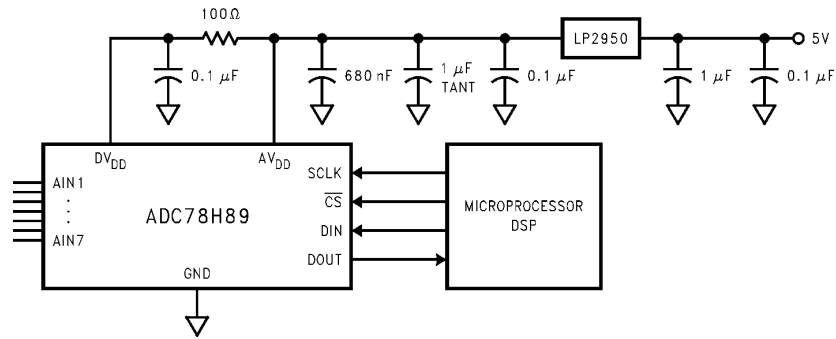 100Ω
LP2950
5V
0.1 µF
680 nF
1 µF
TANT
0.1 µF
1 µF
0.1 µF
DVDD
AVDD
AIN1
AIN7
ADC78H89
GND
SCLK
CS
DIN
DOUT
MICROPROCESSOR
DSP